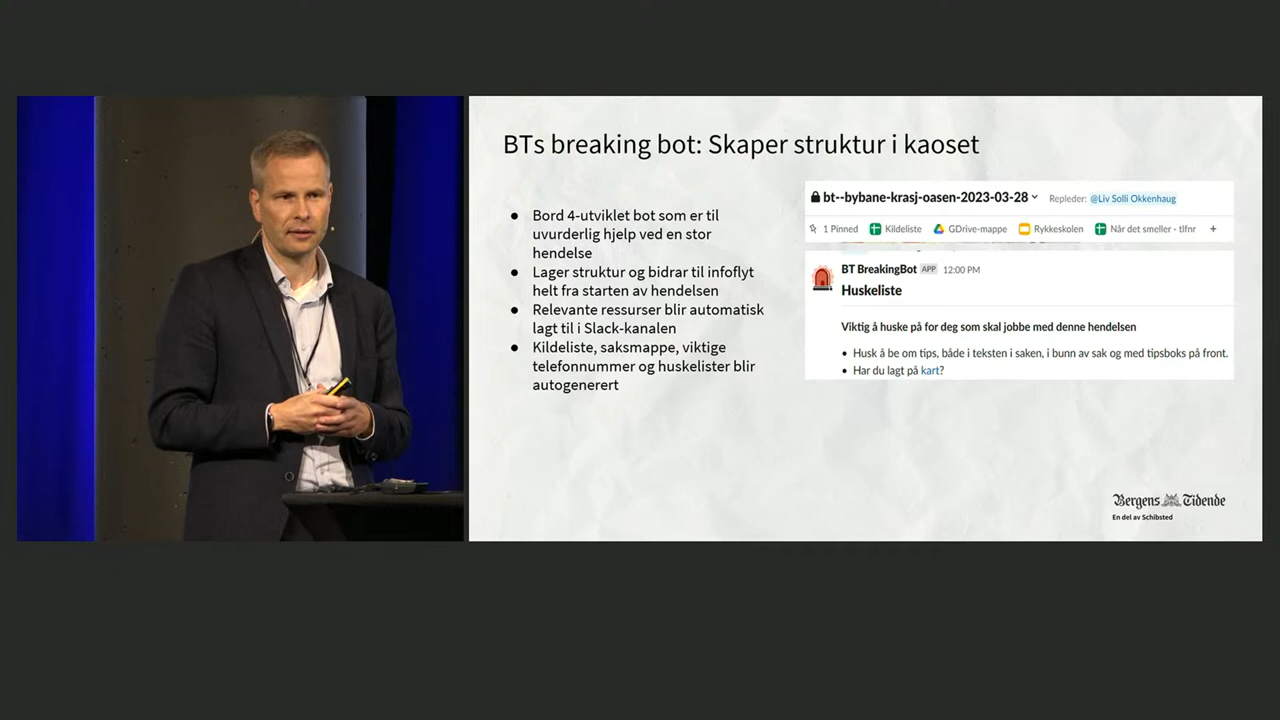 BTs breaking bot: Skaper struktur i kaoset
● Bord 4-utviklet bot som er til
uvurderlig hjelp ved en stor
hendelse
● Lager struktur og bidrar til infoflyt
helt fra starten av hendelsen
● Relevante ressurser blir automatisk
lagt til i Slack-kanalen
● Kildeliste, saksmappe, viktige
telefonnummer og huskelister blir
autogenerert
bt--bybane-krasj-oasen-2023-03-28 Repleder: @Liv Solli Okkenhaug
1 Pinned Kildeliste GDrive-mappe Rykkeskolen Når det smeller - tlfnr +
BT BreakingBot APP 12:00 PM
Huskeliste
Viktig å huske på for deg som skal jobbe med denne hendelsen
• Husk å be om tips, både i teksten i saken, i bunn av sak og med tipsboks på front.
• Har du lagt på kart?
Bergens Tidende
En del av Schibsted